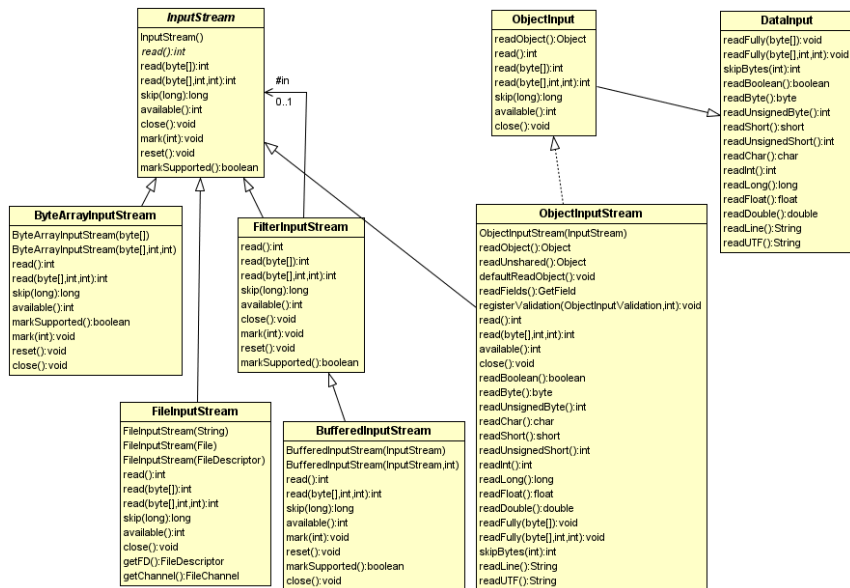 InputStream
InputStream()
read():int
read(byte[]):int
read(byte[],int,int):int
skip(long):long
available():int
close():void
mark(int):void
reset():void
markSupported():boolean
#in
0..1
ObjectInput
readObject():Object
read():int
read(byte[]):int
read(byte[],int,int):int
skip(long):long
available():int
close():void
DataInput
readFully(byte[]):void
readFully(byte[],int,int):void
skipBytes(int):int
readBoolean():boolean
readByte():byte
readUnsignedByte():int
readShort():short
readUnsignedShort():int
readChar():char
readInt():int
readLong():long
readFloat():float
readDouble():double
readLine():String
readUTF():String
ByteArrayInputStream
ByteArrayInputStream(byte[])
ByteArrayInputStream(byte[],int,int)
read():int
read(byte[],int,int):int
skip(long):long
available():int
markSupported():boolean
mark(int):void
reset():void
close():void
FilterInputStream
read():int
read(byte[]):int
read(byte[],int,int):int
skip(long):long
available():int
close():void
mark(int):void
reset():void
markSupported():boolean
ObjectInputStream
ObjectInputStream(InputStream)
readObject():Object
readUnshared():Object
defaultReadObject():void
readFields():GetField
registerValidation(ObjectInputValidation,int):void
read():int
read(byte[],int,int):int
available():int
close():void
readBoolean():boolean
readByte():byte
readUnsignedByte():int
readChar():char
readShort():short
readUnsignedShort():int
readInt():int
readLong():long
readFloat():float
readDouble():double
readFully(byte[]):void
readFully(byte[],int,int):void
skipBytes(int):int
readLine():String
readUTF():String
FileInputStream
FileInputStream(String)
FileInputStream(File)
FileInputStream(FileDescriptor)
read():int
read(byte[]):int
read(byte[],int,int):int
skip(long):long
available():int
close():void
getFD():FileDescriptor
getChannel():FileChannel
BufferedInputStream
BufferedInputStream(InputStream)
BufferedInputStream(InputStream,int)
read():int
read(byte[],int,int):int
skip(long):long
available():int
mark(int):void
reset():void
markSupported():boolean
close():void